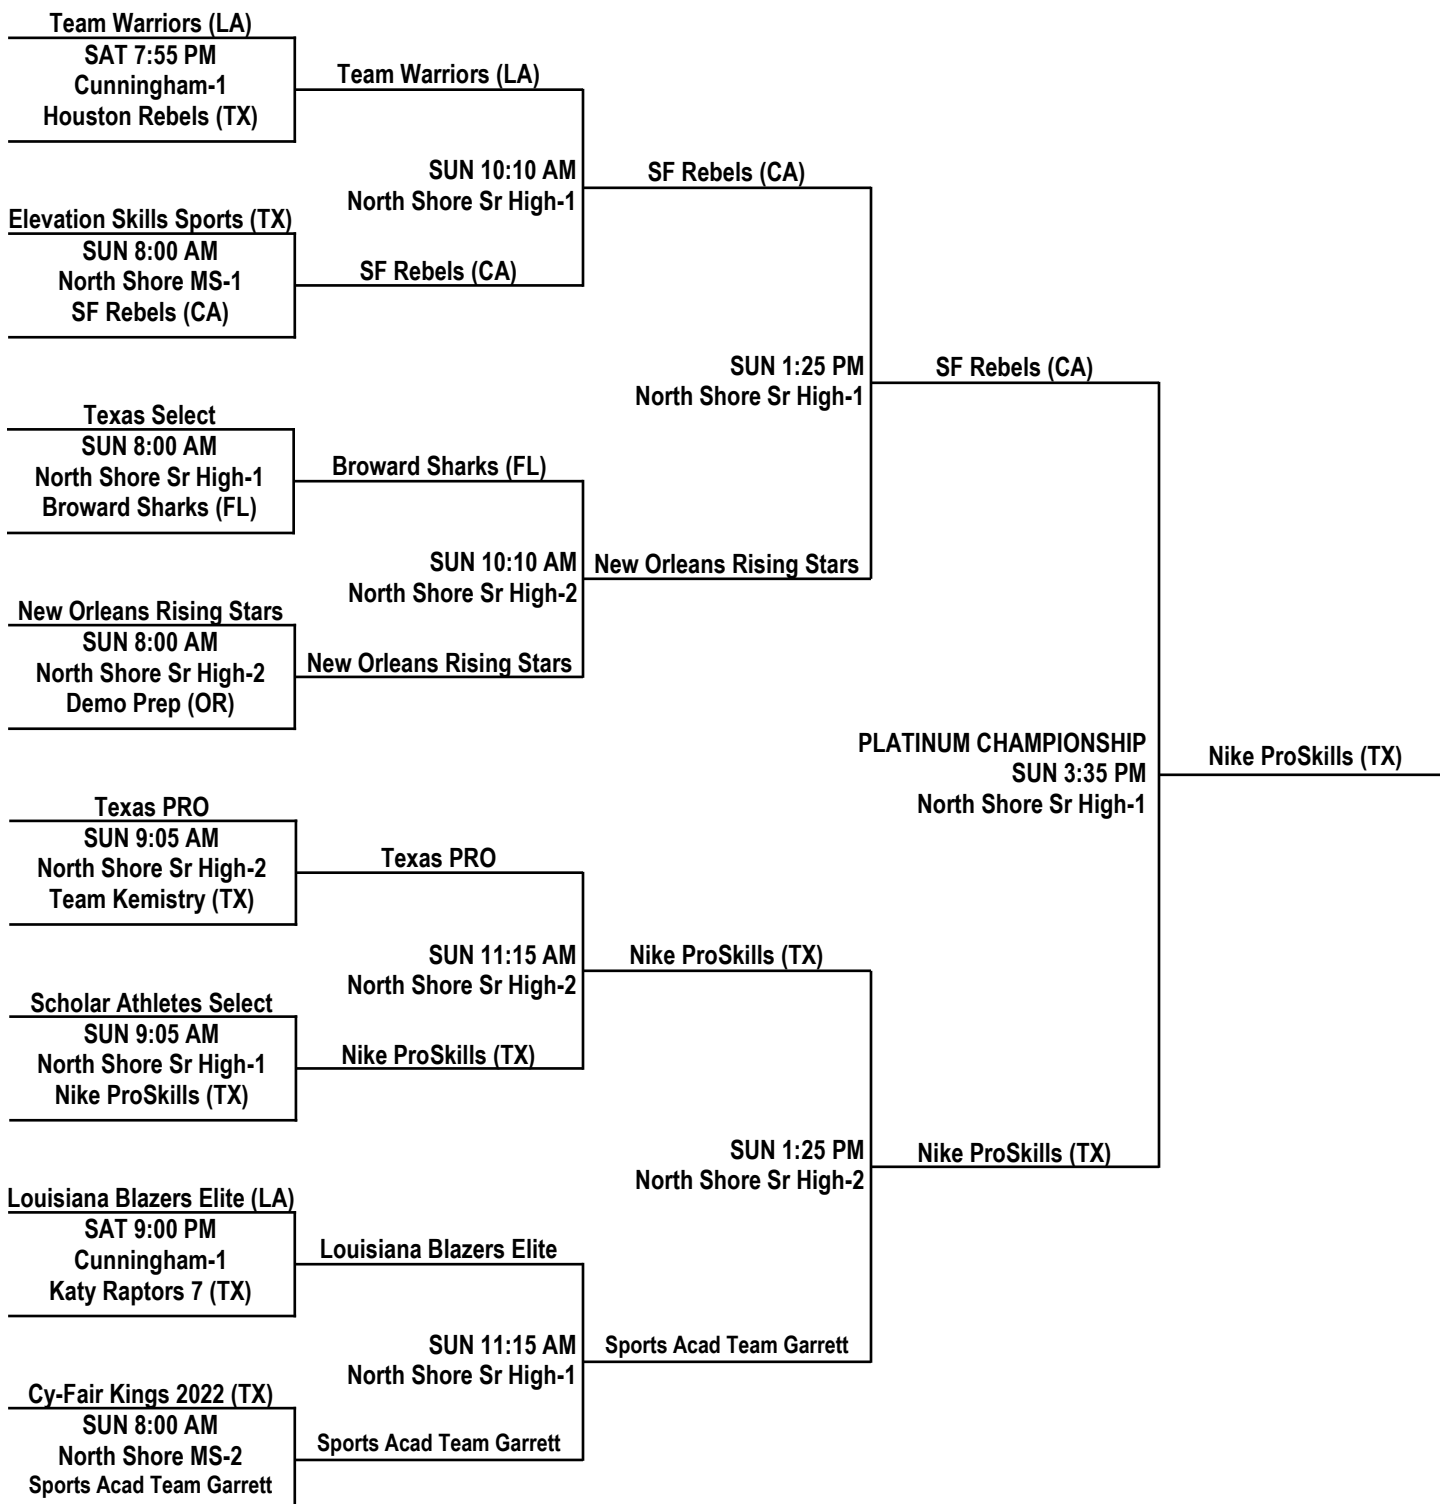 Team Warriors (LA)
SAT 7:55 PM
Cunningham-1
Houston Rebels (TX)
Elevation Skills Sports (TX)
SUN 8:00 AM
North Shore MS-1
SF Rebels (CA)
Texas Select
SUN 8:00 AM
North Shore Sr High-1
Broward Sharks (FL)
New Orleans Rising Stars
SUN 8:00 AM
North Shore Sr High-2
Demo Prep (OR)
Texas PRO
SUN 9:05 AM
North Shore Sr High-2
Team Kemistry (TX)
Scholar Athletes Select
SUN 9:05 AM
North Shore Sr High-1
Nike ProSkills (TX)
Louisiana Blazers Elite (LA)
SAT 9:00 PM
Cunningham-1
Katy Raptors 7 (TX)
Cy-Fair Kings 2022 (TX)
SUN 8:00 AM
North Shore MS-2
Sports Acad Team Garrett
Team Warriors (LA)
SUN 10:10 AM
North Shore Sr High-1
SF Rebels (CA)
Broward Sharks (FL)
SUN 10:10 AM
North Shore Sr High-2
New Orleans Rising Stars
Texas PRO
SUN 11:15 AM
North Shore Sr High-2
Nike ProSkills (TX)
Louisiana Blazers Elite
SUN 11:15 AM
North Shore Sr High-1
Sports Acad Team Garrett
SF Rebels (CA)
SUN 1:25 PM
North Shore Sr High-1
New Orleans Rising Stars
Nike ProSkills (TX)
SUN 1:25 PM
North Shore Sr High-2
Sports Acad Team Garrett
SF Rebels (CA)
PLATINUM CHAMPIONSHIP
SUN 3:35 PM
North Shore Sr High-1
Nike ProSkills (TX)
Nike ProSkills (TX)